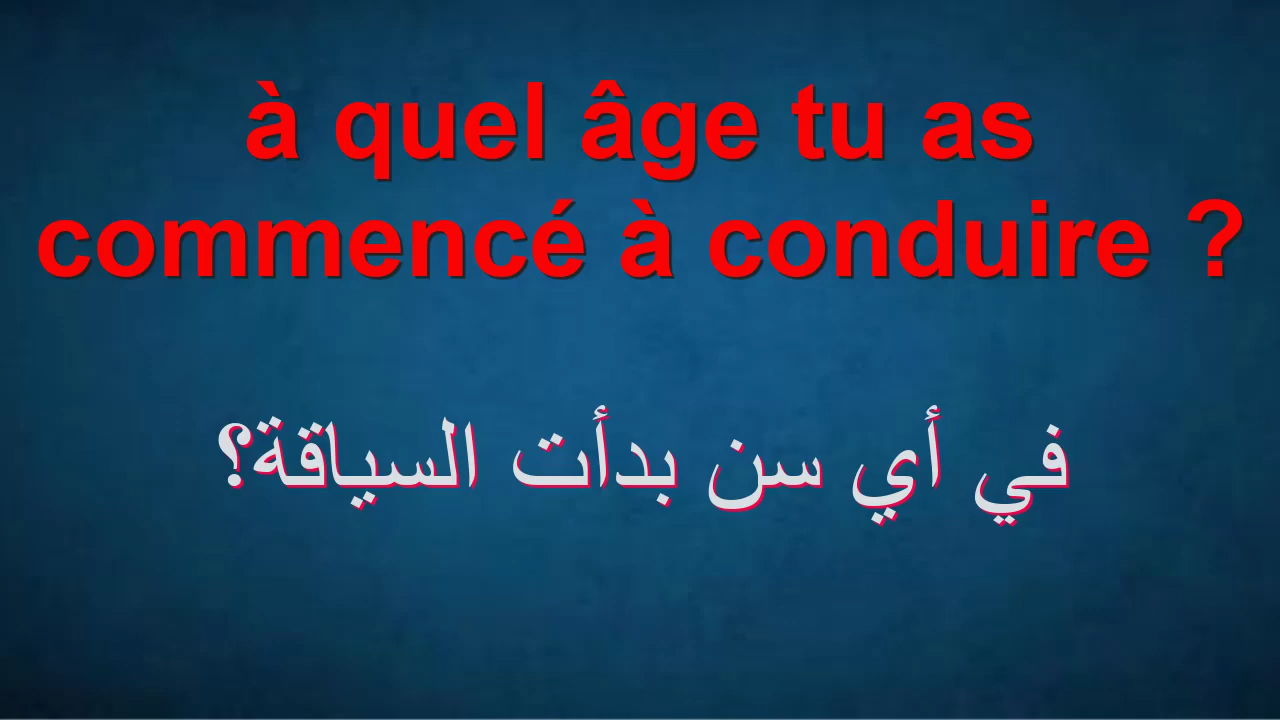 à quel âge tu as
commencé à conduire ?
في أي سن بدأت السياقة؟